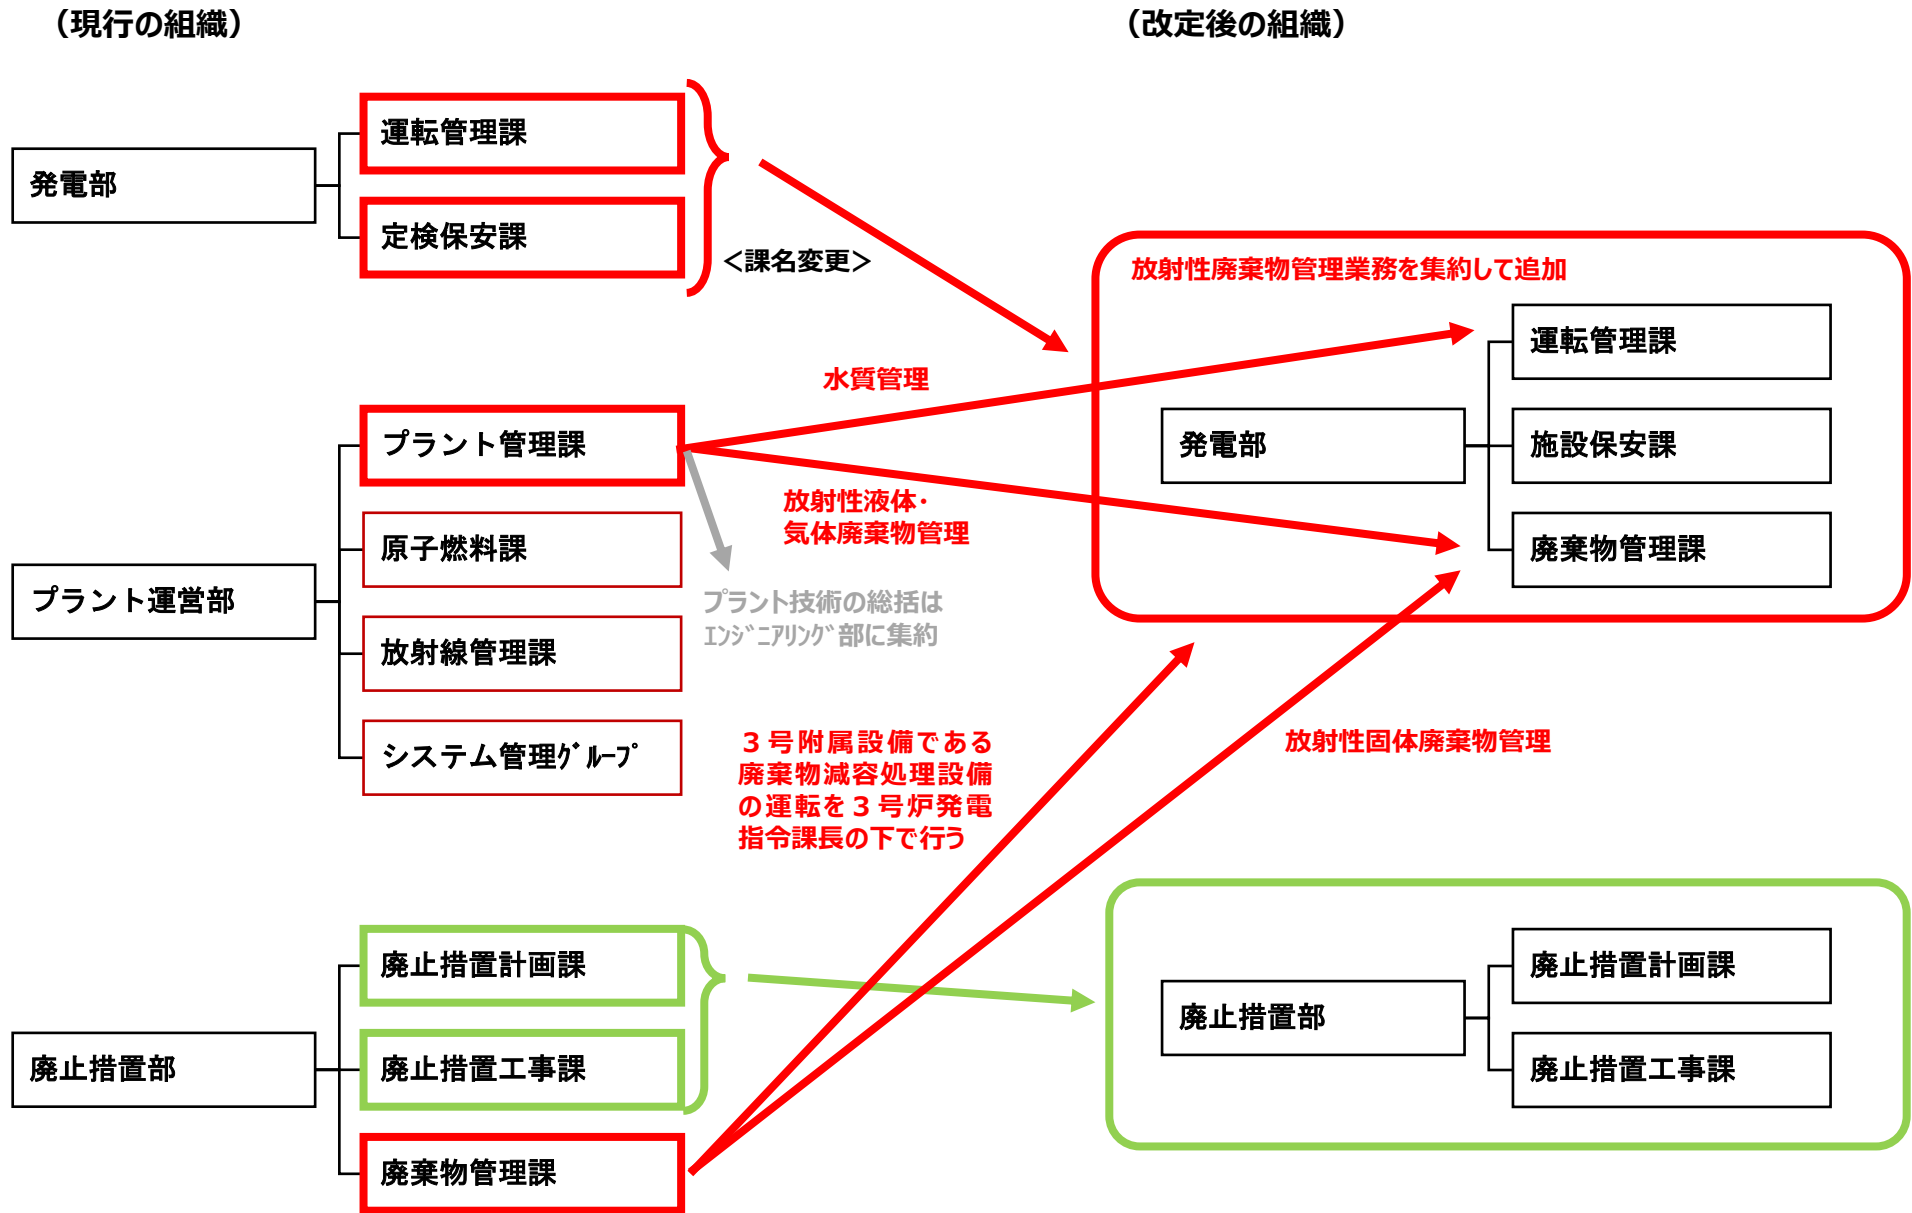 （現行の組織）
（改定後の組織）
発電部
運転管理課
定検保安課
＜課名変更＞
プラント運営部
プラント管理課
原子燃料課
放射線管理課
システム管理ｸﾞﾙｰﾌﾟ
水質管理
放射性液体・
気体廃棄物管理
プラント技術の総括は
ｴﾝｼﾞﾆｱﾘﾝｸﾞ部に集約
３号附属設備である
廃棄物減容処理設備
の運転を３号炉発電
指令課長の下で行う
廃止措置部
廃止措置計画課
廃止措置工事課
廃棄物管理課
放射性廃棄物管理業務を集約して追加
発電部
運転管理課
施設保安課
廃棄物管理課
放射性固体廃棄物管理
廃止措置部
廃止措置計画課
廃止措置工事課